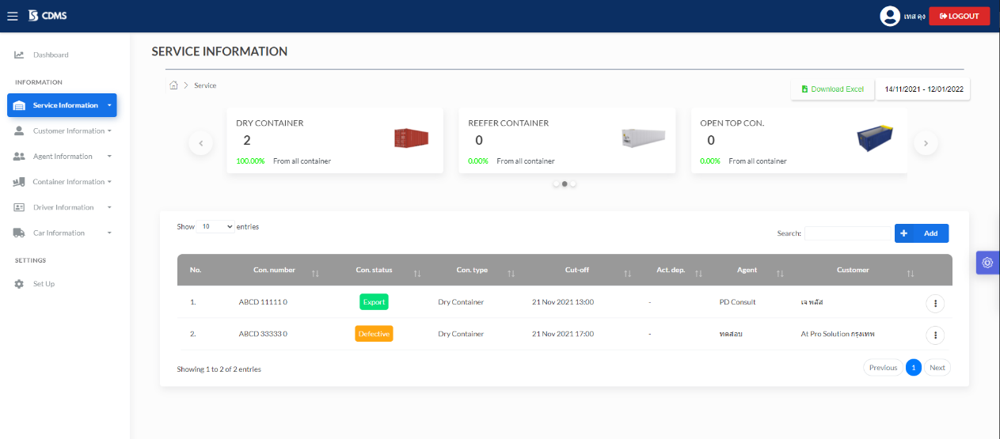 CDMS
เทส คุง
LOGOUT
Dashboard
INFORMATION
Service Information
Customer Information
Agent Information
Container Information
Driver Information
Car Information
SETTINGS
Set Up
SERVICE INFORMATION
Service
Download Excel
14/11/2021 - 12/01/2022
DRY CONTAINER
2
100.00% From all container
REEFER CONTAINER
0
0.00% From all container
OPEN TOP CON.
0
0.00% From all container
Show 10 entries
Search:
+ Add
No. Con. number Con. status Con. type Cut-off Act. dep. Agent Customer
1. ABCD 11111 0 Export Dry Container 21 Nov 2021 13:00 - PD Consult เจ พลัส
2. ABCD 33333 0 Defective Dry Container 21 Nov 2021 17:00 - ทดสอบ At Pro Solution กรุงเทพ
Showing 1 to 2 of 2 entries
Previous 1 Next